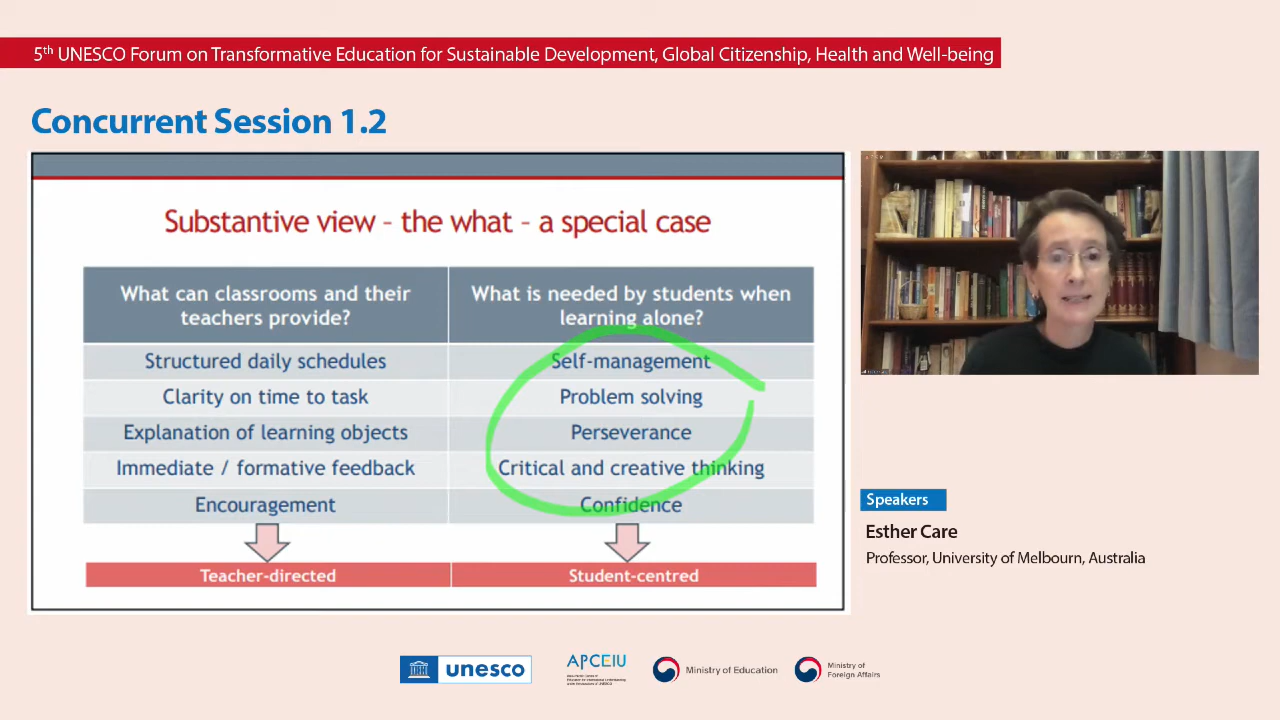 5th UNESCO Forum on Transformative Education for Sustainable Development, Global Citizenship, Health and Well-being
Concurrent Session 1.2
Substantive view - the what - a special case
What can classrooms and their
teachers provide?
What is needed by students when
learning alone?
Structured daily schedules
Self-management
Clarity on time to task
Problem solving
Explanation of learning objects
Perseverance
Immediate / formative feedback
Critical and creative thinking
Encouragement
Confidence
Teacher-directed
Student-centred
Speakers
Esther Care
Professor, University of Melbourn, Australia
unesco
APCEIU
Ministry of Education
Ministry of
Foreign Affairs